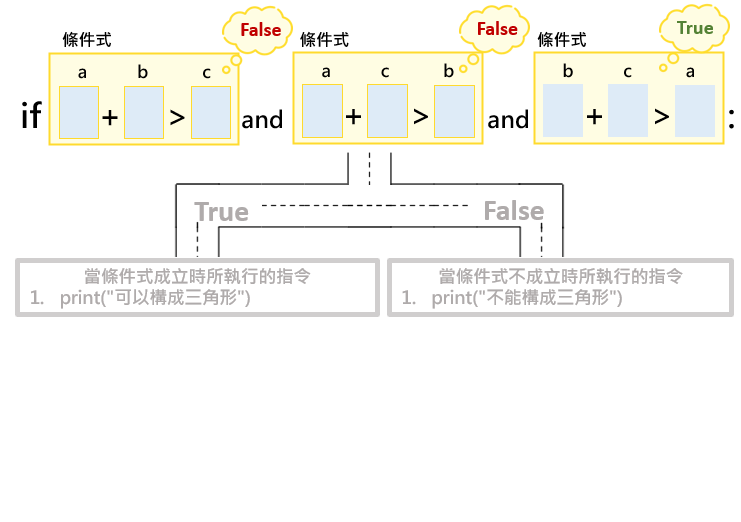 False
False
True
條件式
條件式
條件式
a b c
a c b
b c a
if + > and + > and + > :
True
False
當條件式成立時所執行的指令
1. print("可以構成三角形")
當條件式不成立時所執行的指令
1. print("不能構成三角形")